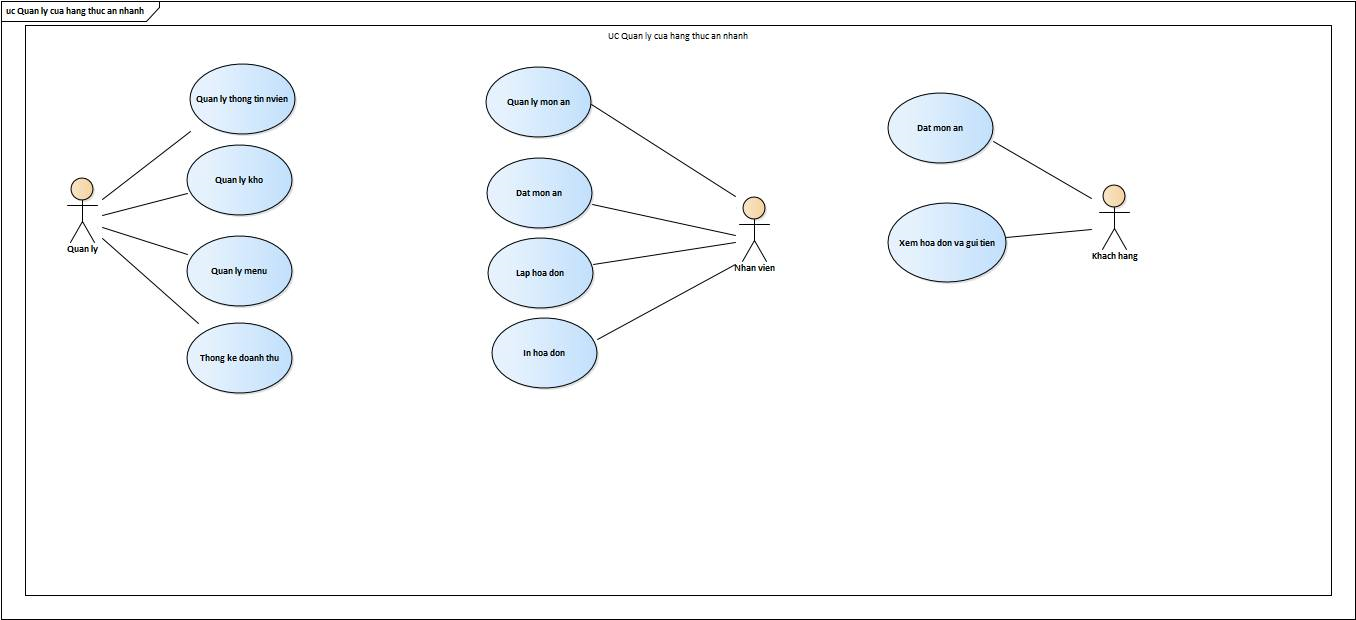 uc Quan ly cua hang thuc an nhanh
UC Quan ly cua hang thuc an nhanh
Quan ly thong tin nvien
Quan ly kho
Quan ly
Quan ly menu
Thong ke doanh thu
Quan ly mon an
Dat mon an
Lap hoa don
Nhan vien
In hoa don
Dat mon an
Xem hoa don va gui tien
Khach hang